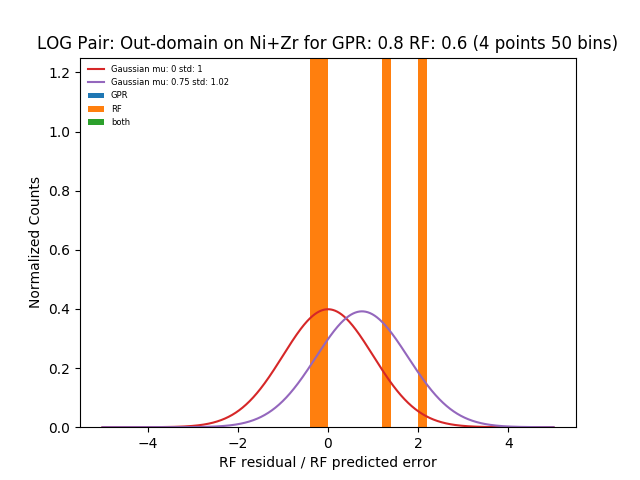 LOG Pair: Out-domain on Ni+Zr for GPR: 0.8 RF: 0.6 (4 points 50 bins)
Gaussian mu: 0 std: 1
Gaussian mu: 0.75 std: 1.02
GPR
RF
both
1.2
1.0
0.8
0.6
0.4
0.2
0.0
Normalized Counts
−4 −2 0 2 4
RF residual / RF predicted error